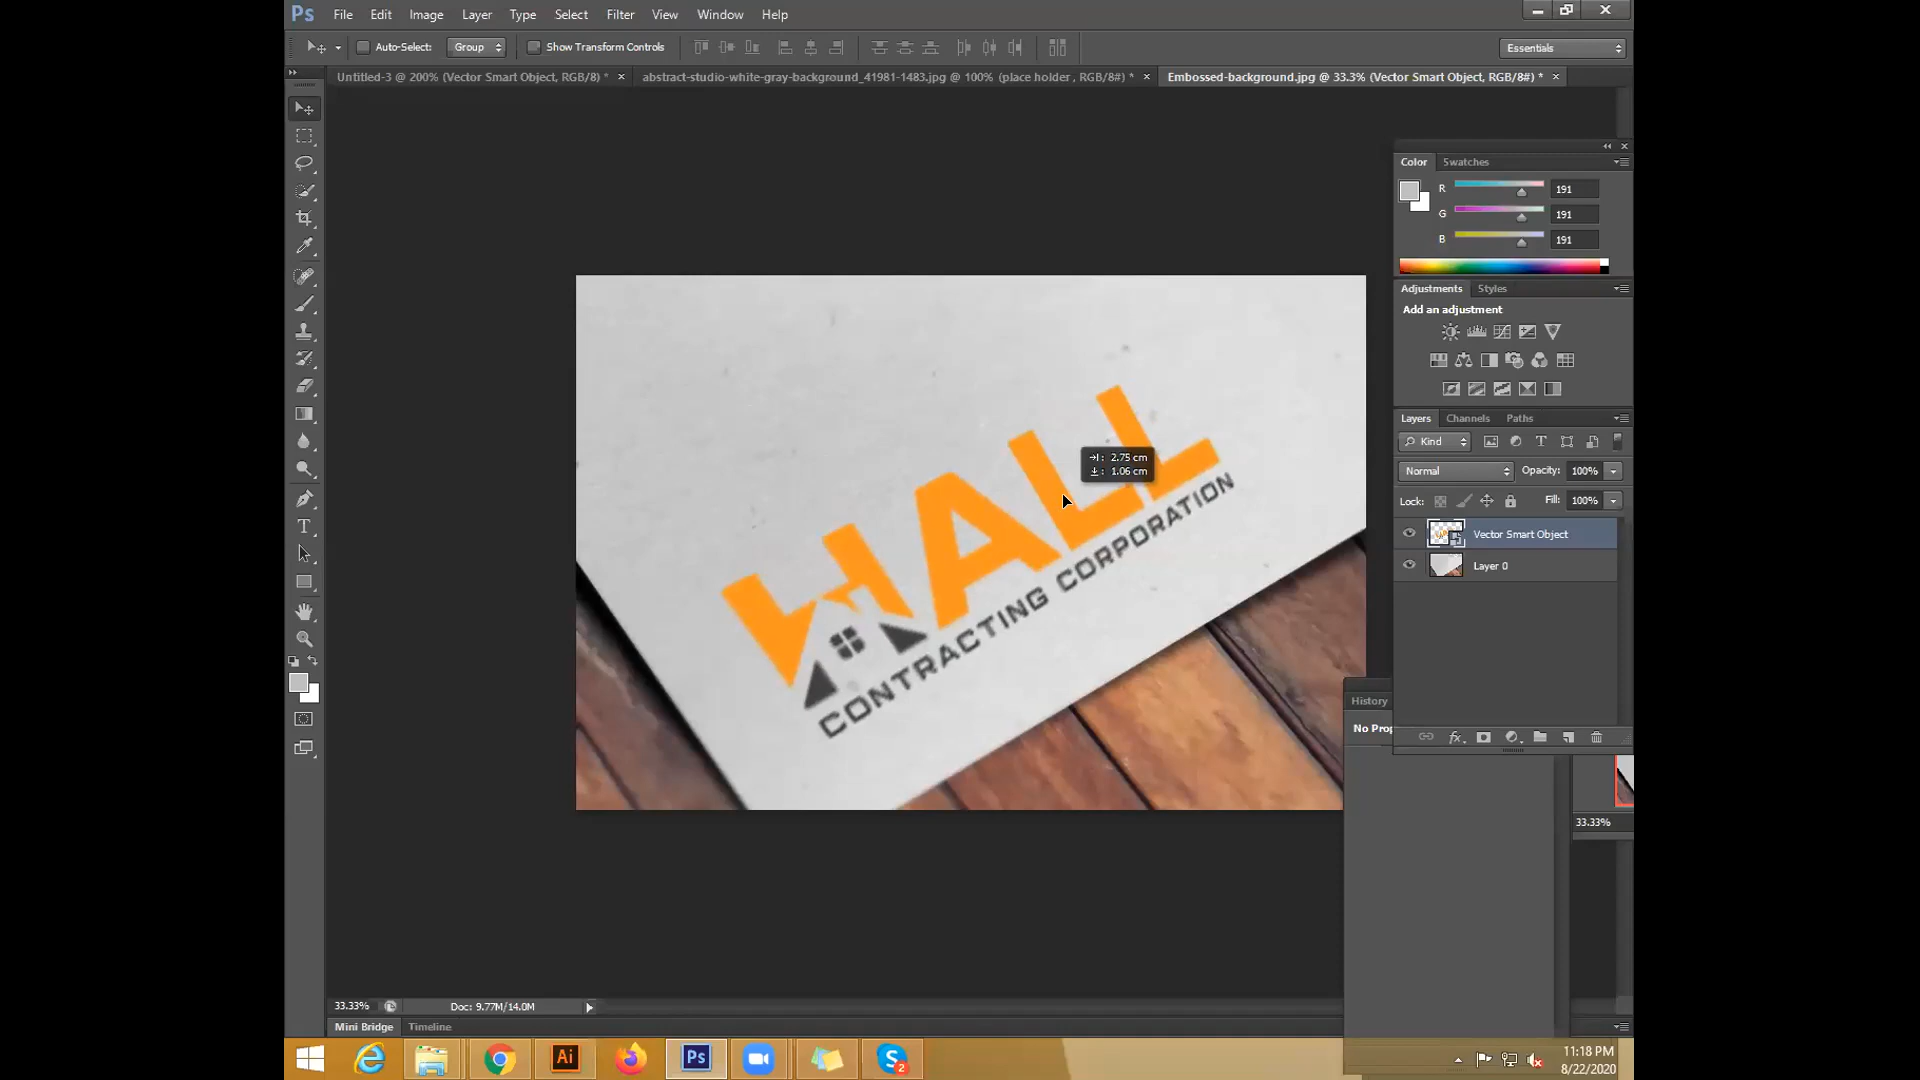 Ps File Edit Image Layer Type Select Filter View Window Help
Auto-Select: Group Show Transform Controls Essentials
Untitled-3 @ 200% (Vector Smart Object, RGB/8) * abstract-studio-white-gray-background_41981-1483.jpg @ 100% (place holder , RGB/8#) * Embossed-background.jpg @ 33.3% (Vector Smart Object, RGB/8#) *
Color Swatches
R 191
G 191
B 191
Adjustments Styles
Add an adjustment
Layers Channels Paths
Kind
Normal Opacity: 100%
Lock: Fill: 100%
Vector Smart Object
Layer 0
HALL
CONTRACTING CORPORATION
2.75 cm
1.06 cm
History
No Prop
33.33%
33.33% Doc: 9.77M/14.0M
Mini Bridge Timeline
Ai Ps S 2
11:18 PM
8/22/2020